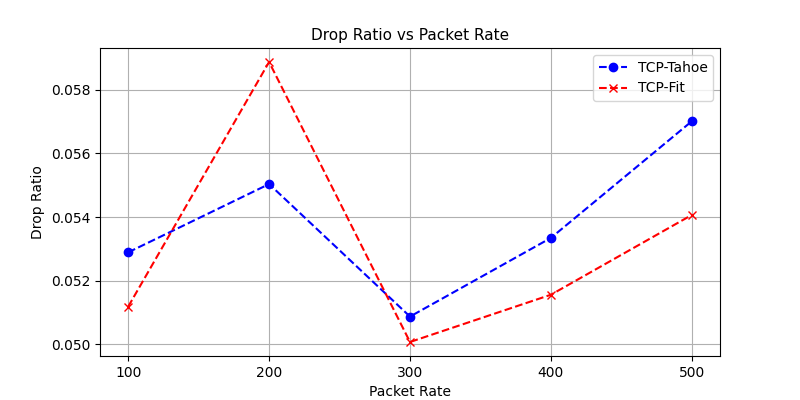 Drop Ratio vs Packet Rate
TCP-Tahoe
TCP-Fit
Drop Ratio
0.058
0.056
0.054
0.052
0.050
100 200 300 400 500
Packet Rate